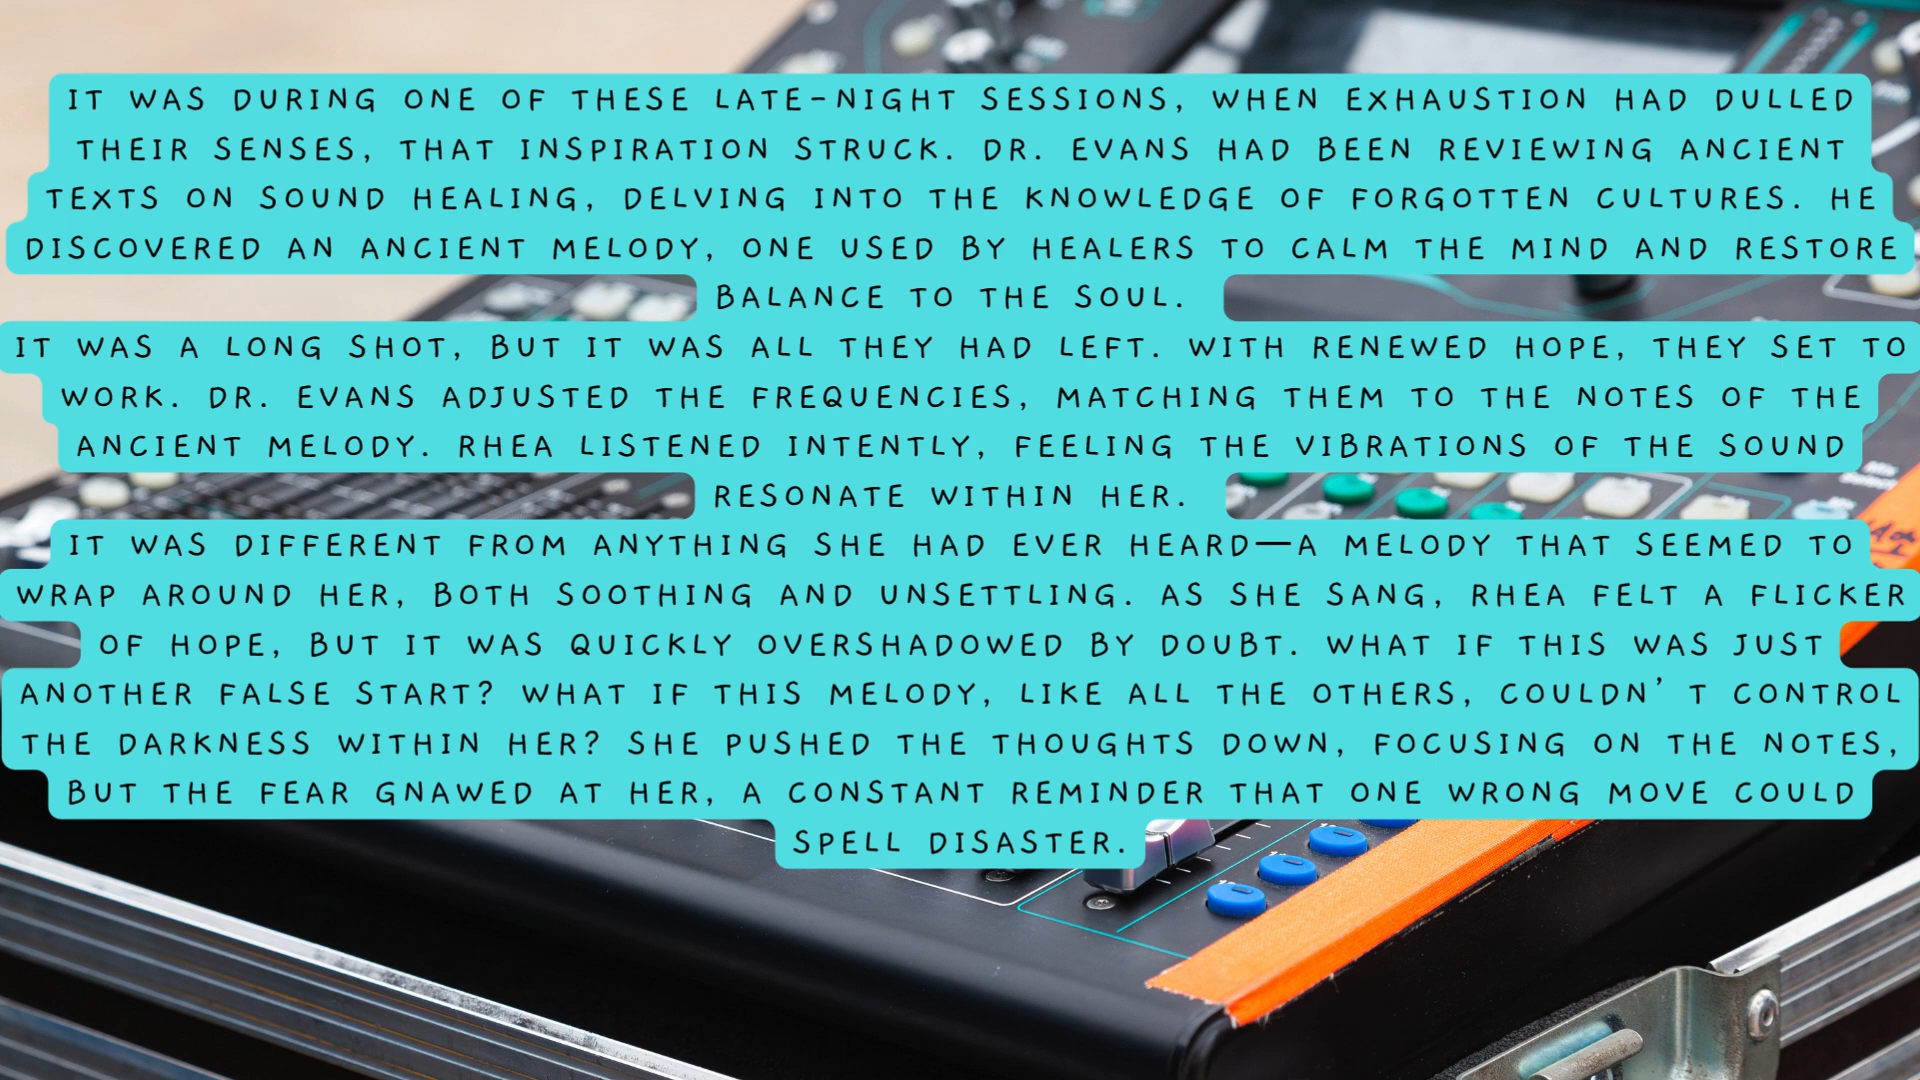 IT WAS DURING ONE OF THESE LATE-NIGHT SESSIONS, WHEN EXHAUSTION HAD DULLED
THEIR SENSES, THAT INSPIRATION STRUCK. DR. EVANS HAD BEEN REVIEWING ANCIENT
TEXTS ON SOUND HEALING, DELVING INTO THE KNOWLEDGE OF FORGOTTEN CULTURES. HE
DISCOVERED AN ANCIENT MELODY, ONE USED BY HEALERS TO CALM THE MIND AND RESTORE
BALANCE TO THE SOUL.
IT WAS A LONG SHOT, BUT IT WAS ALL THEY HAD LEFT. WITH RENEWED HOPE, THEY SET TO
WORK. DR. EVANS ADJUSTED THE FREQUENCIES, MATCHING THEM TO THE NOTES OF THE
ANCIENT MELODY. RHEA LISTENED INTENTLY, FEELING THE VIBRATIONS OF THE SOUND
RESONATE WITHIN HER.
IT WAS DIFFERENT FROM ANYTHING SHE HAD EVER HEARD—A MELODY THAT SEEMED TO
WRAP AROUND HER, BOTH SOOTHING AND UNSETTLING. AS SHE SANG, RHEA FELT A FLICKER
OF HOPE, BUT IT WAS QUICKLY OVERSHADOWED BY DOUBT. WHAT IF THIS WAS JUST
ANOTHER FALSE START? WHAT IF THIS MELODY, LIKE ALL THE OTHERS, COULDN'T CONTROL
THE DARKNESS WITHIN HER? SHE PUSHED THE THOUGHTS DOWN, FOCUSING ON THE NOTES,
BUT THE FEAR GNAWED AT HER, A CONSTANT REMINDER THAT ONE WRONG MOVE COULD
SPELL DISASTER.